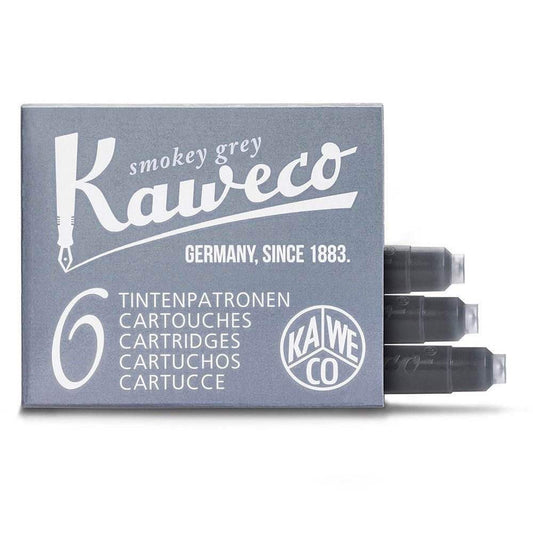 smokey grey
Kaweco
GERMANY, SINCE 1883.
6
TINTENPATRONEN
CARTOUCHES
CARTRIDGES
CARTUCHOS
CARTUCCE
KA WE
CO